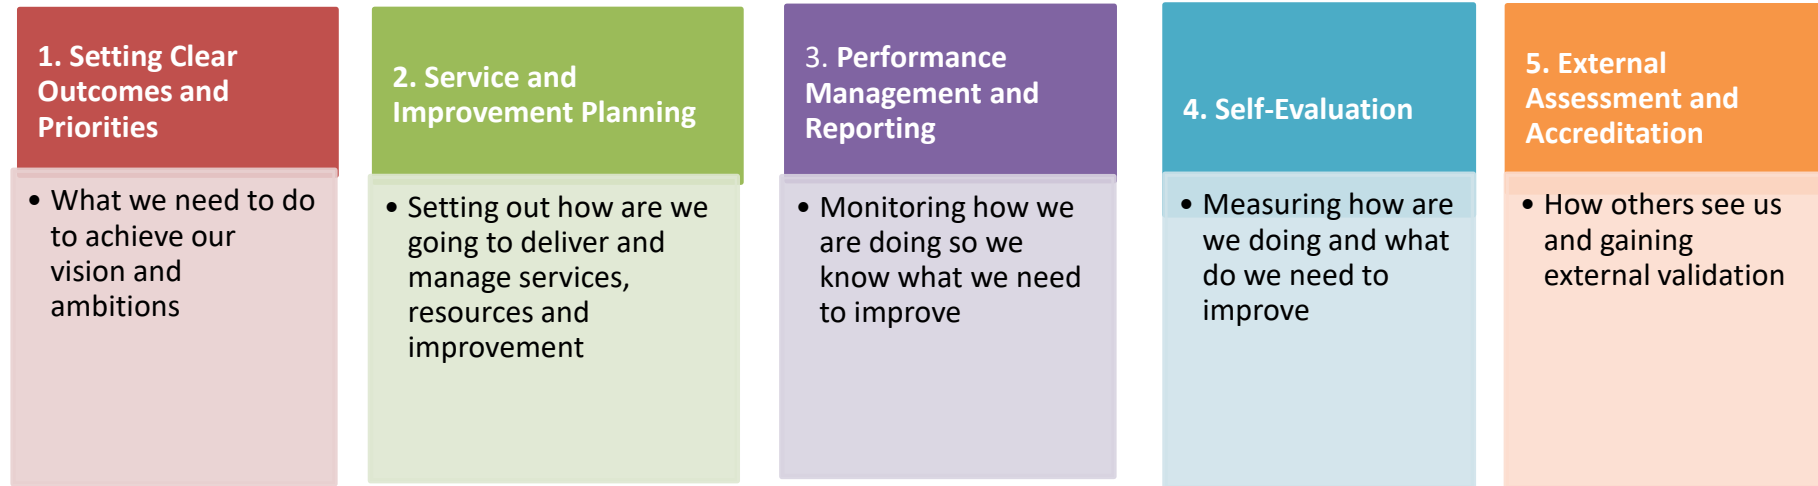 1. Setting Clear
Outcomes and
Priorities
• What we need to do
to achieve our
vision and
ambitions
2. Service and
Improvement Planning
• Setting out how are we
going to deliver and
manage services,
resources and
improvement
3. Performance
Management and
Reporting
• Monitoring how we
are doing so we
know what we need
to improve
4. Self-Evaluation
• Measuring how are
we doing and what
do we need to
improve
5. External
Assessment and
Accreditation
• How others see us
and gaining
external validation